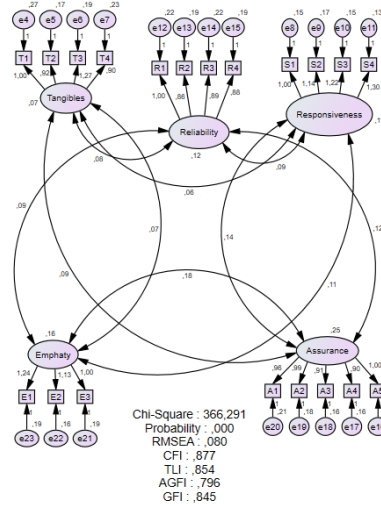 ,27 ,17 ,19 ,23
e4 e5 e6 e7
1 1 1 1
T1 T2 T3 T4
1,00 ,92 1,27 ,90
Tangibles
,07
,22 ,19 ,22 ,19
e12 e13 e14 e15
1 1 1 1
R1 R2 R3 R4
1,00 ,86 ,89 ,88
Reliability
,12
,15 ,17 ,15 ,13
e8 e9 e10 e11
1 1 1 1
S1 S2 S3 S4
1,00 1,14 1,22 1,30
Responsiveness
,08
,06
,09
,09
,07
,14
,12
,09
,18
,11
,16
Emphaty
1,24 1,13 1,00
E1 E2 E3
,19 ,16 ,19
e23 e22 e21
,25
Assurance
,96 ,99 ,91 ,90 1,00
A1 A2 A3 A4 A5
,21 ,18 ,16 ,16
e20 e19 e18 e17
Chi-Square : 366,291
Probability : ,000
RMSEA : ,080
CFI : ,877
TLI : ,854
AGFI : ,796
GFI : ,845